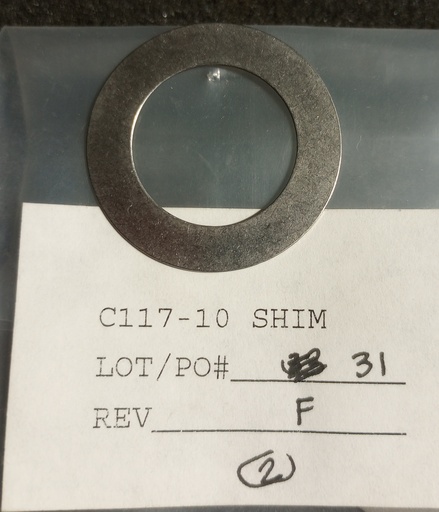 C117-10 SHIM
LOT/PO# 31
REV F
2